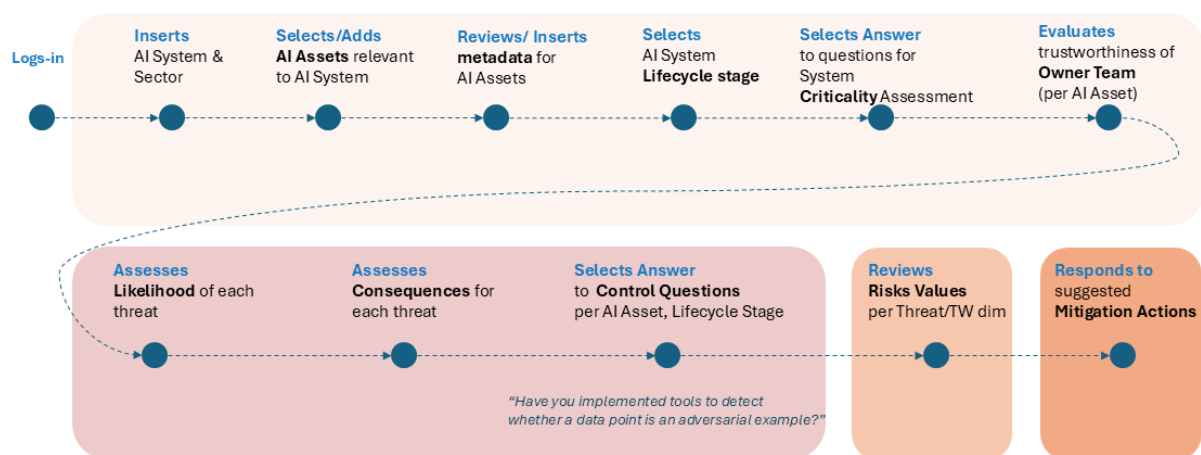 Logs-in
Inserts
AI System &
Sector
Selects/Adds
AI Assets relevant
to AI System
Reviews/ Inserts
metadata for
AI Assets
Selects
AI System
Lifecycle stage
Selects Answer
to questions for
System
Criticality Assessment
Evaluates
trustworthiness of
Owner Team
(per AI Asset)
Assesses
Likelihood of each
threat
Assesses
Consequences for
each threat
Selects Answer
to Control Questions
per AI Asset, Lifecycle Stage
“Have you implemented tools to detect
whether a data point is an adversarial example?”
Reviews
Risks Values
per Threat/TW dim
Responds to
suggested
Mitigation Actions